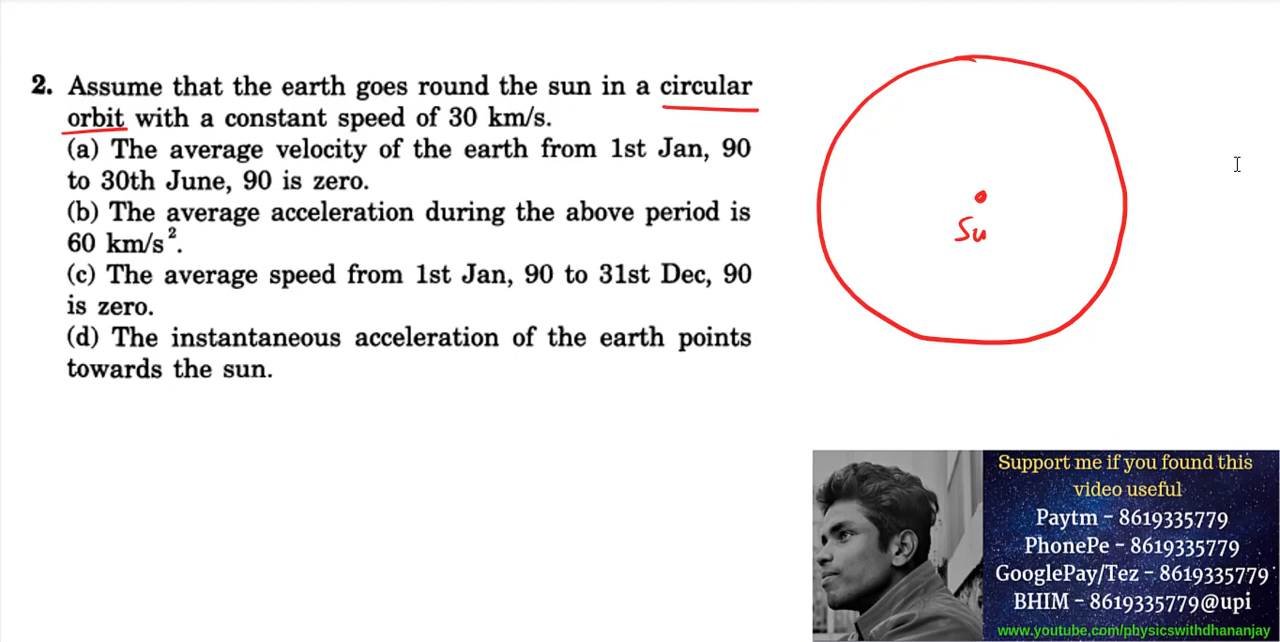 2. Assume that the earth goes round the sun in a circular
orbit with a constant speed of 30 km/s.
(a) The average velocity of the earth from 1st Jan, 90
to 30th June, 90 is zero.
(b) The average acceleration during the above period is
60 km/s².
(c) The average speed from 1st Jan, 90 to 31st Dec, 90
is zero.
(d) The instantaneous acceleration of the earth points
towards the sun.
Su
Support me if you found this
video useful
Paytm - 8619335779
PhonePe - 8619335779
GooglePay/Tez - 8619335779
BHIM - 8619335779@upi
www.youtube.com/physicswithdhananjay